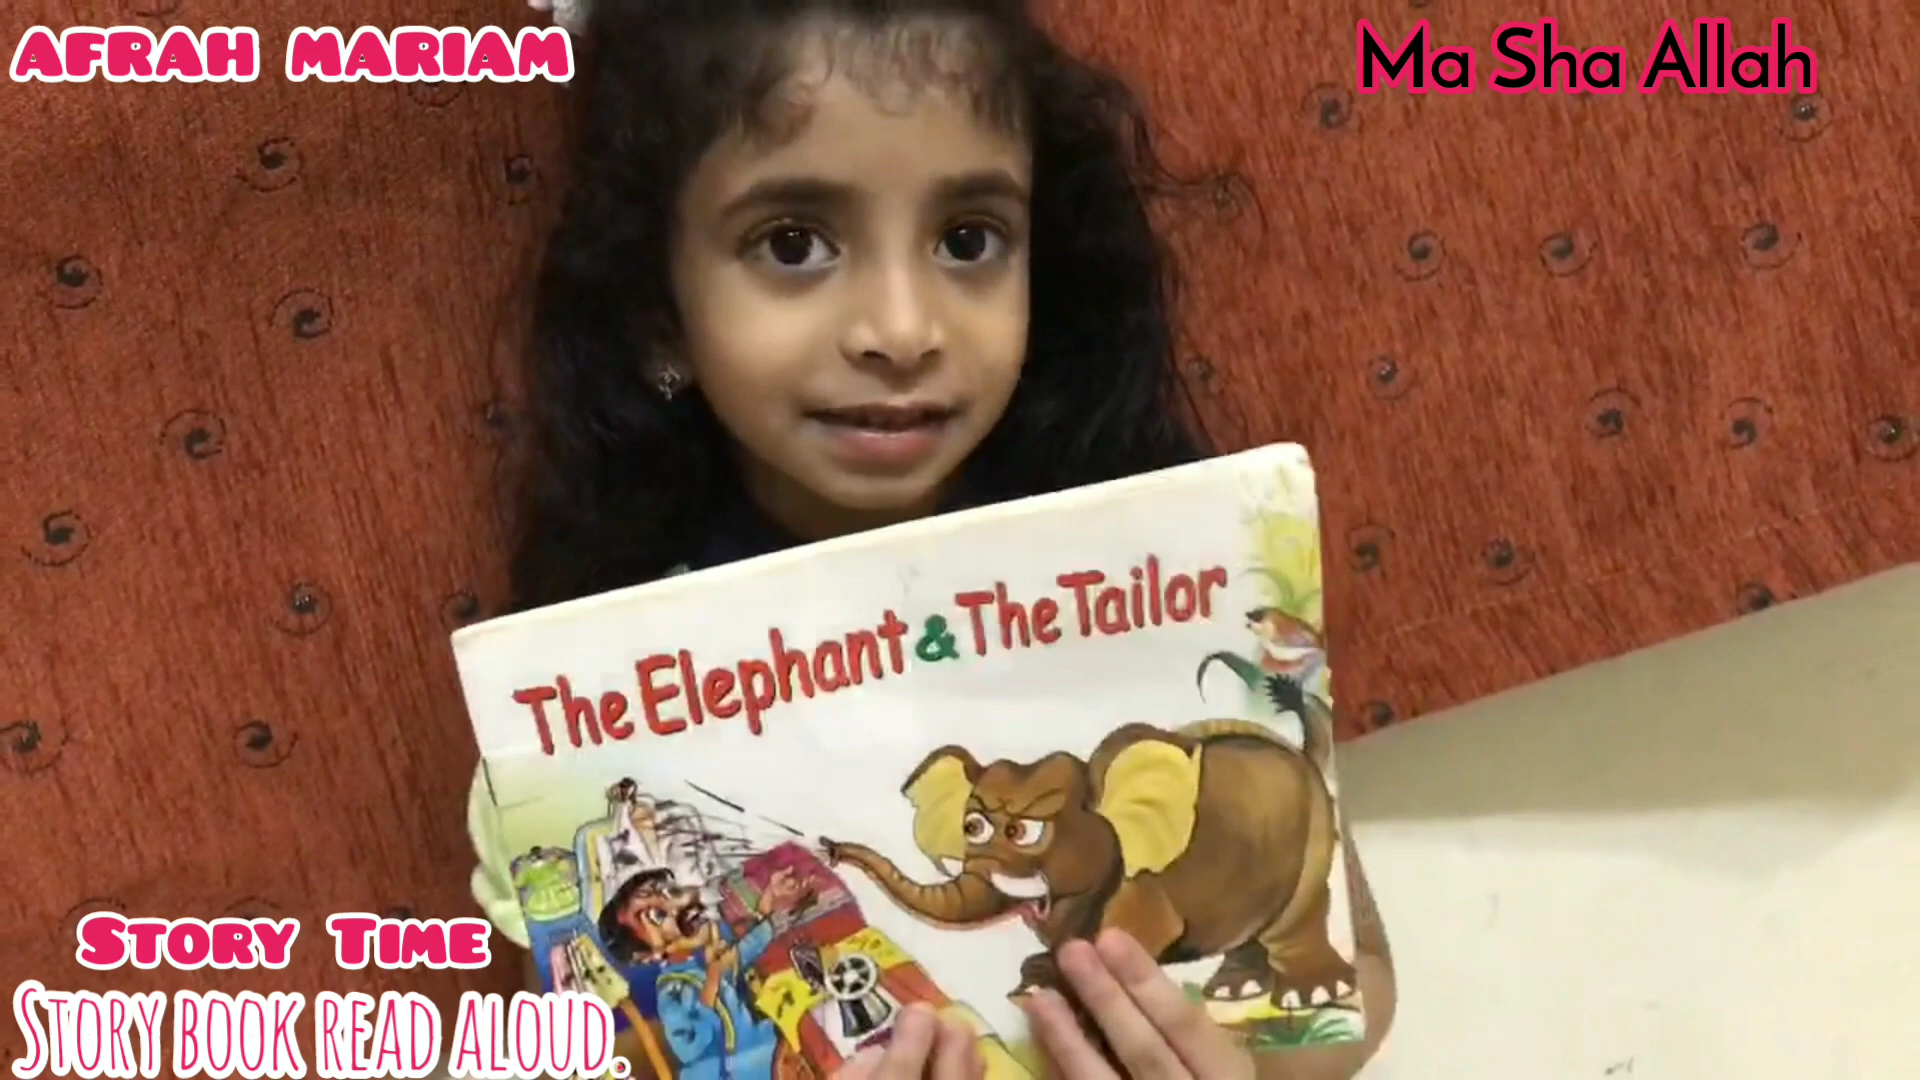 AFRAH MARIAM
Ma Sha Allah
The Elephant & The Tailor
STORY TIME
STORY BOOK READ ALOUD.